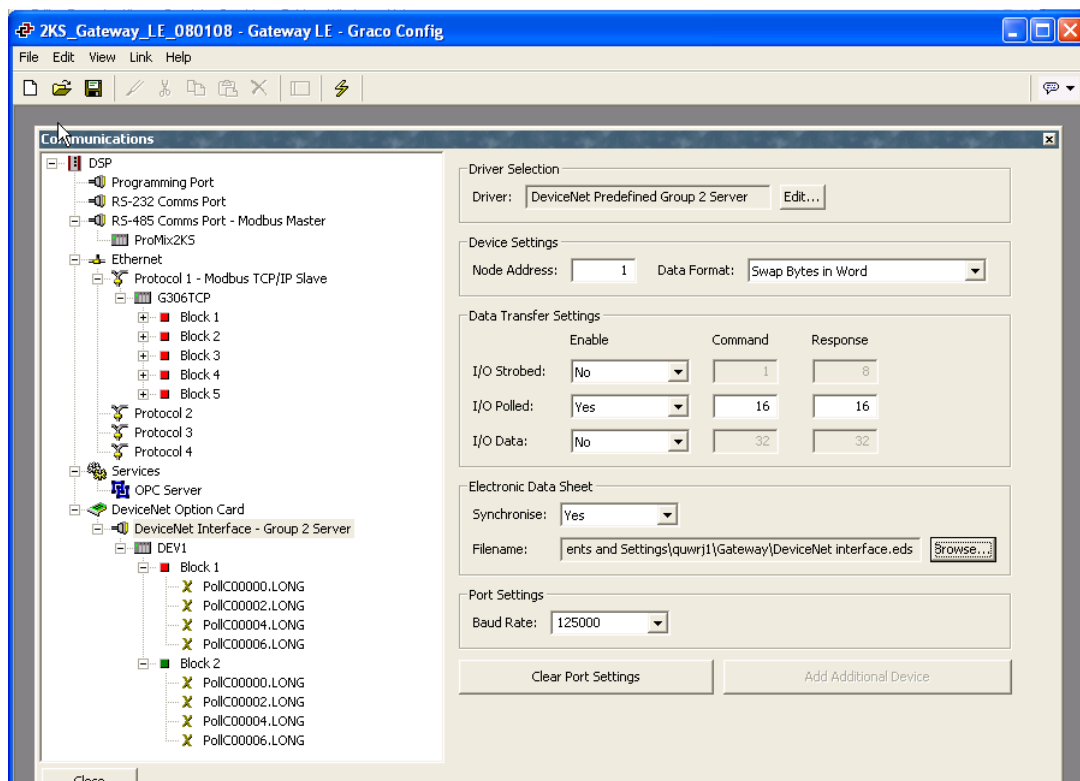 2KS_Gateway_LE_080108 - Gateway LE - Graco Config
File Edit View Link Help
Communications
DSP
Programming Port
RS-232 Comms Port
RS-485 Comms Port - Modbus Master
ProMix2KS
Ethernet
Protocol 1 - Modbus TCP/IP Slave
G306TCP
Block 1
Block 2
Block 3
Block 4
Block 5
Protocol 2
Protocol 3
Protocol 4
Services
OPC Server
DeviceNet Option Card
DeviceNet Interface - Group 2 Server
DEV1
Block 1
PollC00000.LONG
PollC00002.LONG
PollC00004.LONG
PollC00006.LONG
Block 2
PollC00000.LONG
PollC00002.LONG
PollC00004.LONG
PollC00006.LONG
Driver Selection
Driver: DeviceNet Predefined Group 2 Server Edit...
Device Settings
Node Address: 1 Data Format: Swap Bytes in Word
Data Transfer Settings
Enable Command Response
I/O Strobed: No 1 8
I/O Polled: Yes 16 16
I/O Data: No 32 32
Electronic Data Sheet
Synchronise: Yes
Filename: ents and Settings\quwrj1\Gateway\DeviceNet interface.eds Browse...
Port Settings
Baud Rate: 125000
Clear Port Settings Add Additional Device
Close